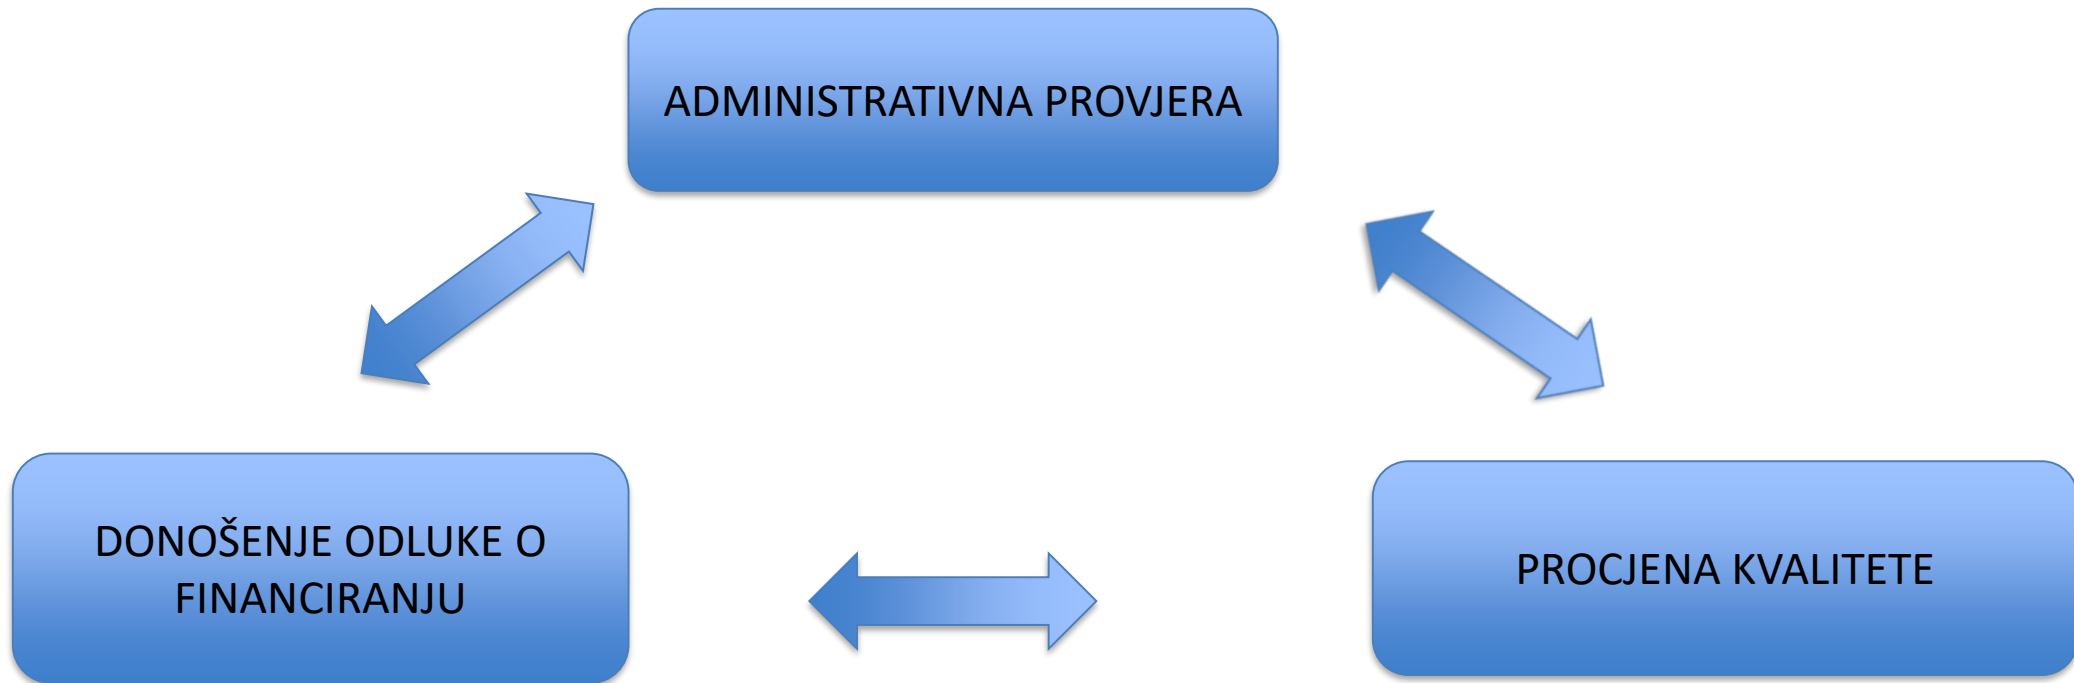 ADMINISTRATIVNA PROVJERA
DONOŠENJE ODLUKE O
FINANCIRANJU
PROCJENA KVALITETE